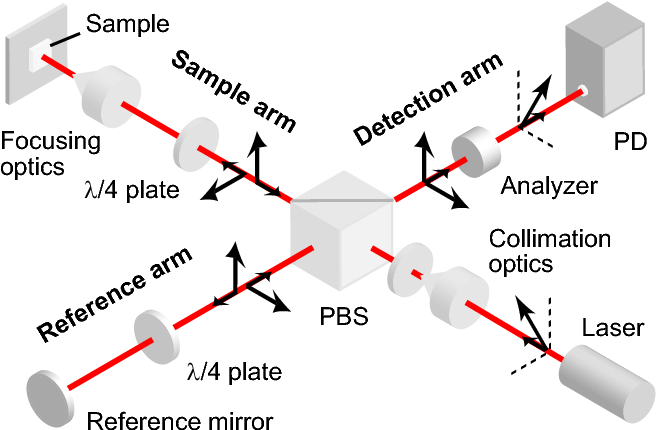 Sample
Sample arm
Detection arm
PD
Focusing
optics
λ/4 plate
Analyzer
Collimation
optics
Reference arm
PBS
Laser
λ/4 plate
Reference mirror